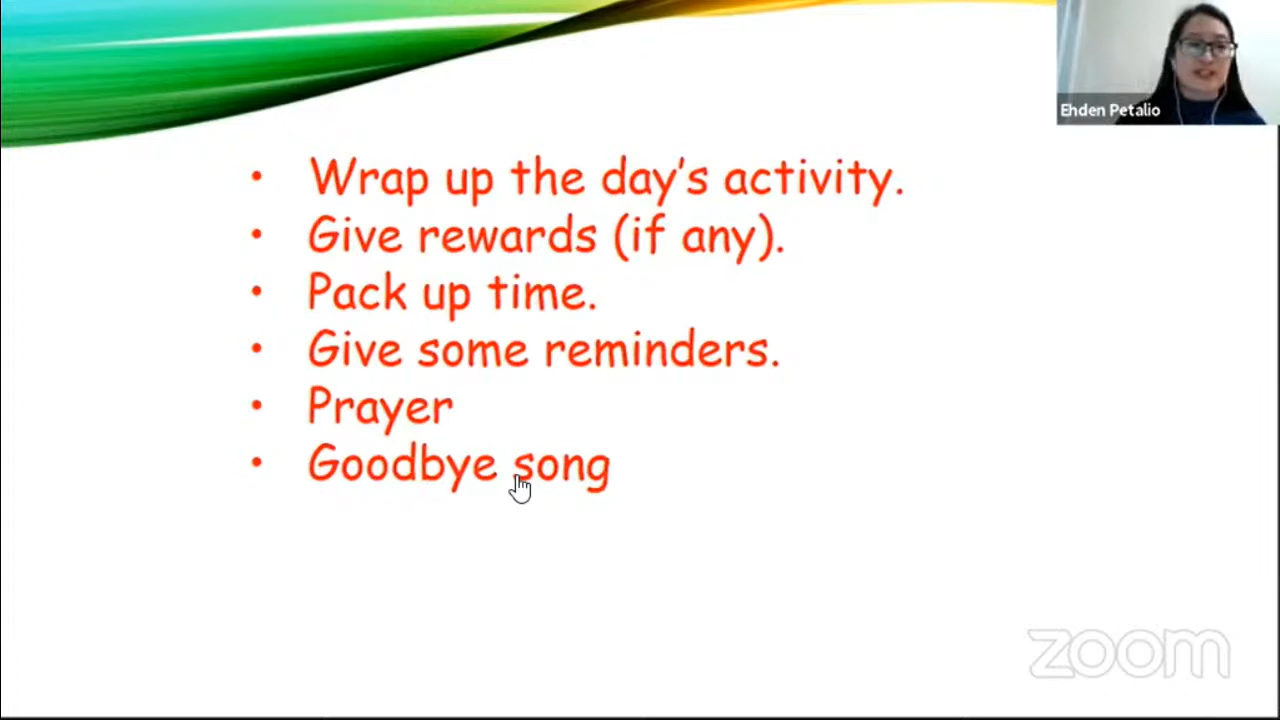 Ehden Petalio
• Wrap up the day's activity.
• Give rewards (if any).
• Pack up time.
• Give some reminders.
• Prayer
• Goodbye song
zoom